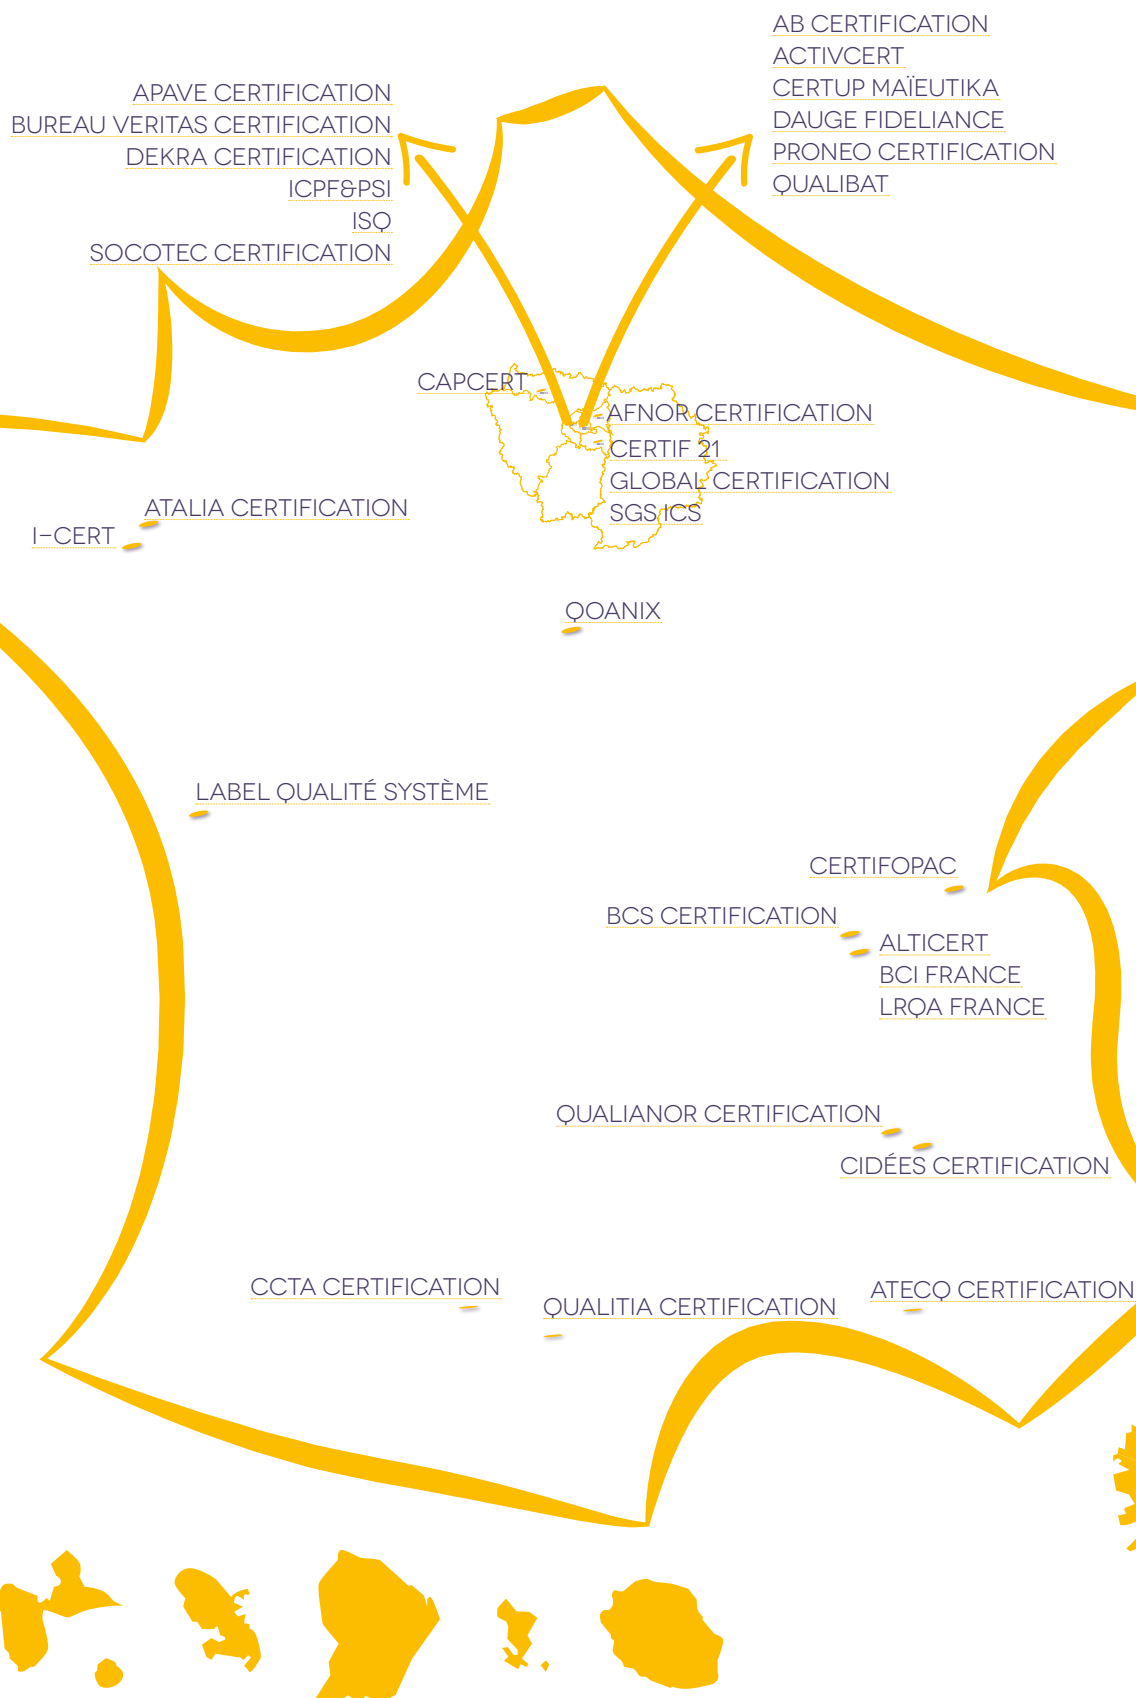 AB CERTIFICATION
ACTIVCERT
CERTUP MAÏEUTIKA
DAUGE FIDELIANCE
PRONEO CERTIFICATION
QUALIBAT
APAVE CERTIFICATION
BUREAU VERITAS CERTIFICATION
DEKRA CERTIFICATION
ICPF&PSI
ISQ
SOCOTEC CERTIFICATION
CAPCERT
AFNOR CERTIFICATION
CERTIF 21
GLOBAL CERTIFICATION
SGS ICS
ATALIA CERTIFICATION
I-CERT
QOANIX
LABEL QUALITÉ SYSTÈME
CERTIFOPAC
BCS CERTIFICATION
ALTICERT
BCI FRANCE
LRQA FRANCE
QUALIANOR CERTIFICATION
CIDÉES CERTIFICATION
CCTA CERTIFICATION
QUALITIA CERTIFICATION
ATECQ CERTIFICATION